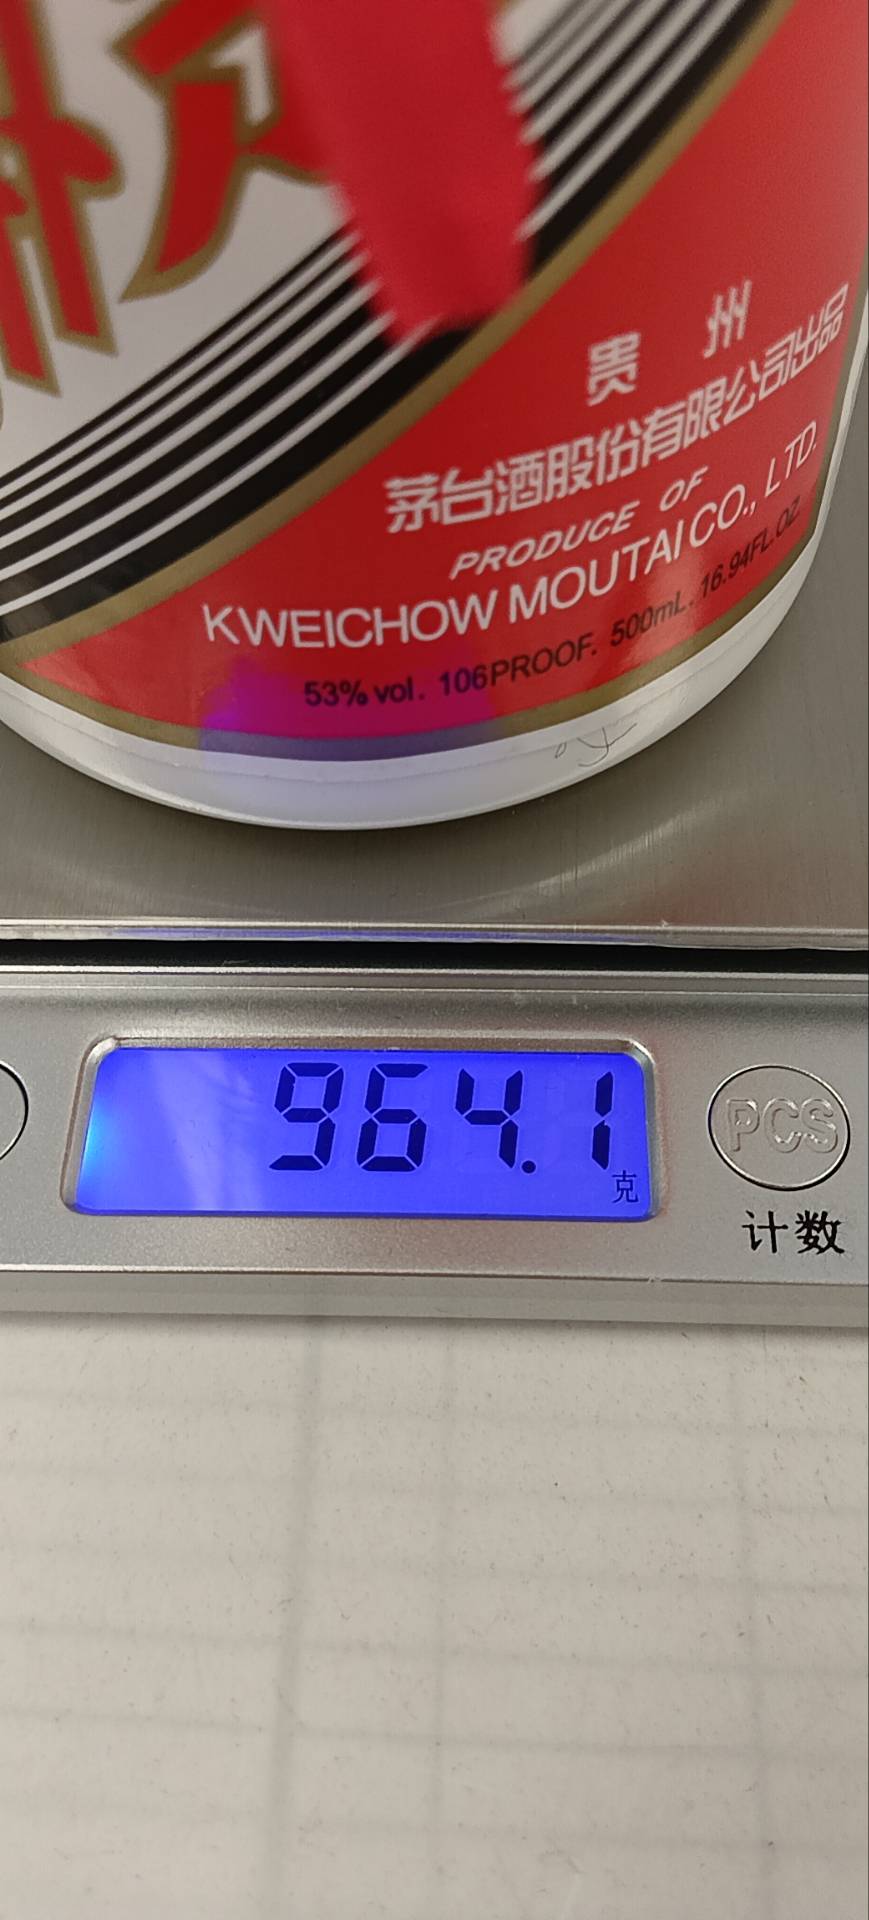 贵 州
茅台酒股份有限公司出品
PRODUCE OF
KWEICHOW MOUTAI CO., LTD.
53% vol. 106PROOF. 500mL. 16.94FL.OZ
964.1
克
PCS
计数